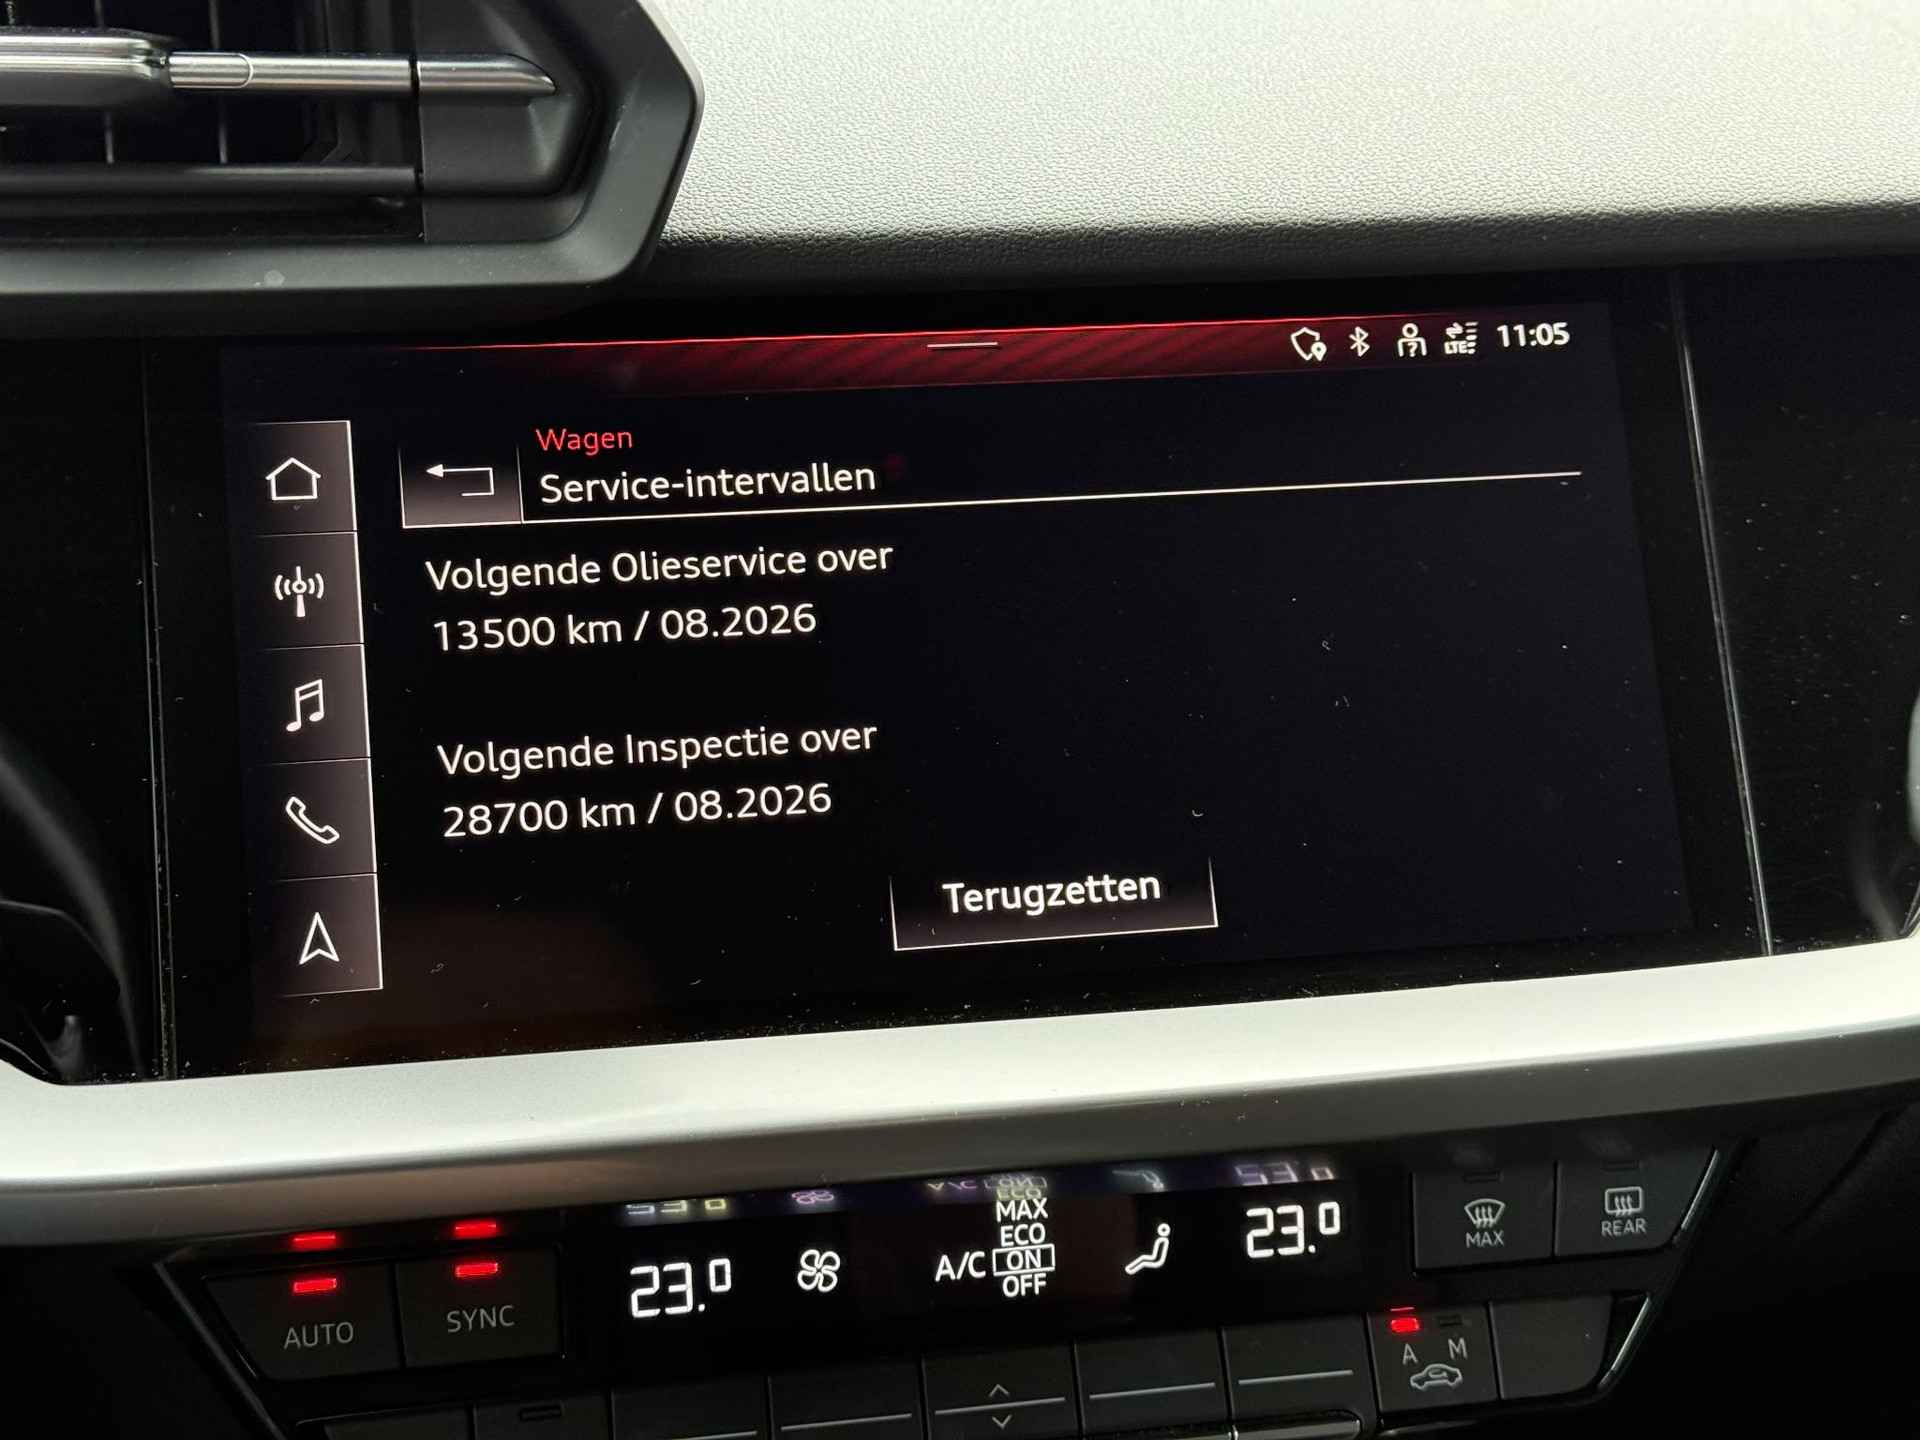 LTE 11:05
Wagen
Service-intervallen
Volgende Olieservice over
13500 km / 08.2026
Volgende Inspectie over
28700 km / 08.2026
Terugzetten
MAX
ECO
A/C ON
OFF
23.0
23.0
MAX
REAR
AUTO
SYNC
A M